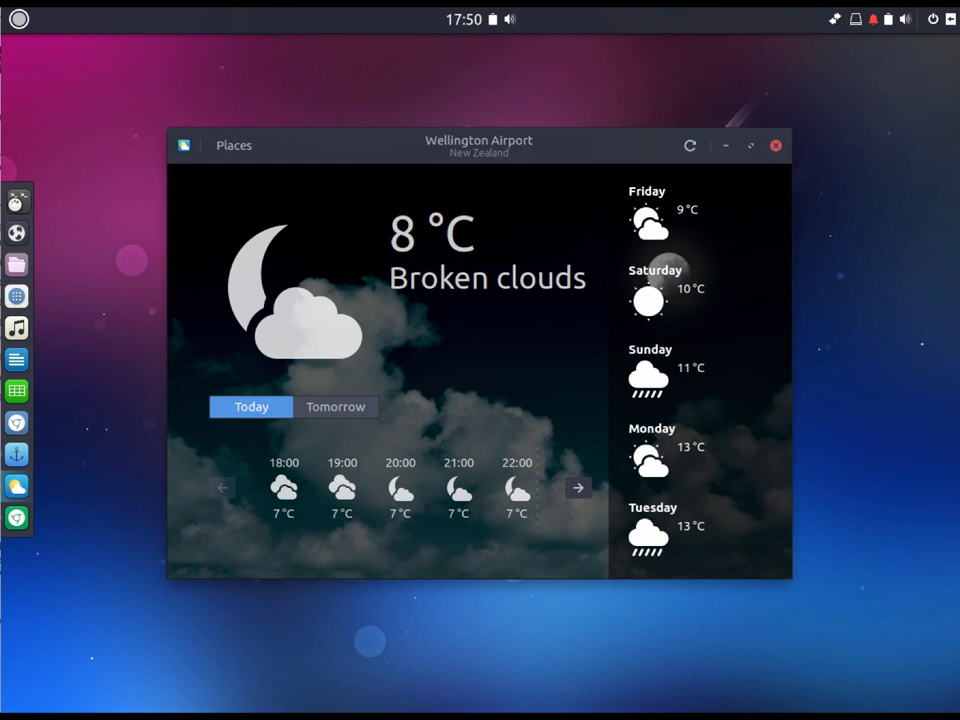 17:50
Places
Wellington Airport
New Zealand
8 °C
Broken clouds
Today
Tomorrow
18:00 19:00 20:00 21:00 22:00
7 °C 7 °C 7 °C 7 °C 7 °C
Friday
9 °C
Saturday
10 °C
Sunday
11 °C
Monday
13 °C
Tuesday
13 °C